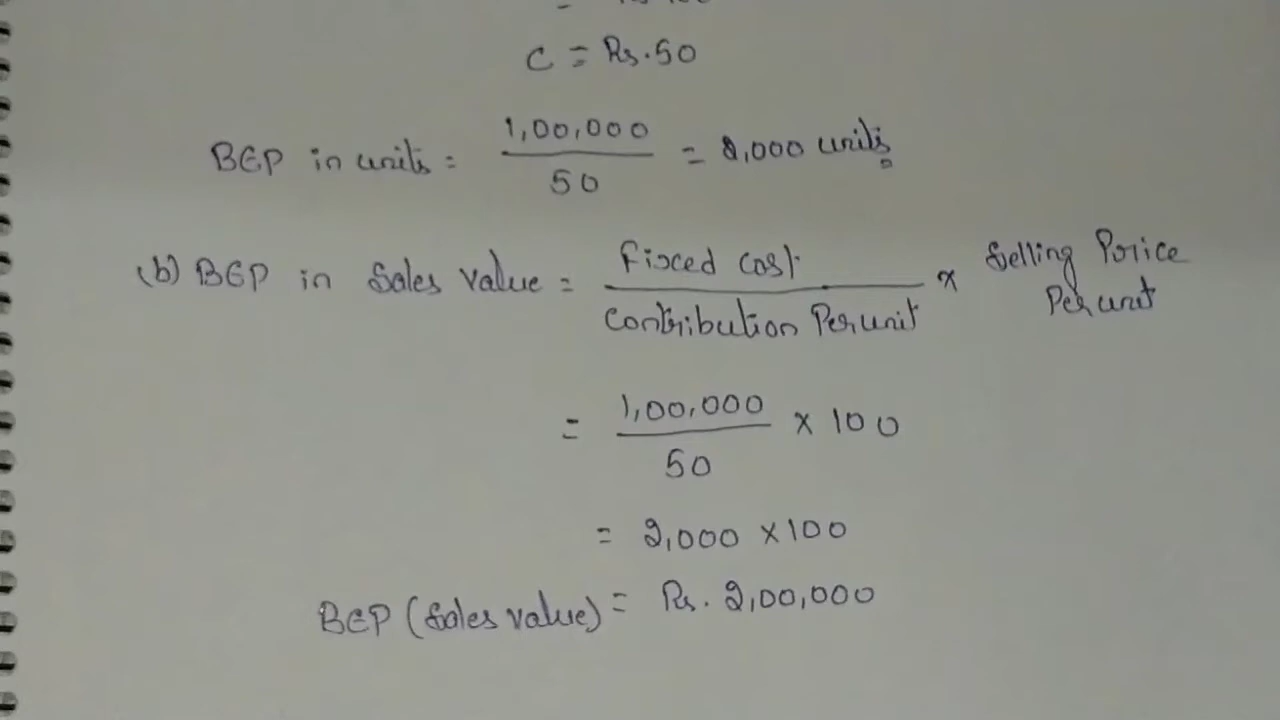 C = Rs.50
BEP in units = 1,00,000 / 50 = 2,000 units
(b) BEP in Sales Value = Fixed cost / Contribution Per unit × Selling Price Per unit
= 1,00,000 / 50 × 100
= 2,000 × 100
BEP (Sales value) = Rs. 2,00,000